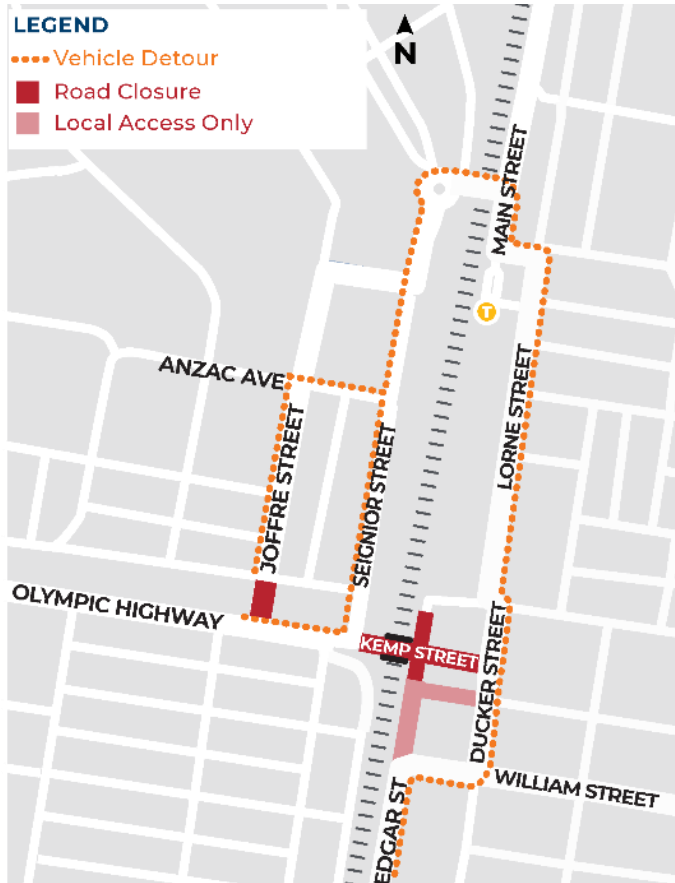 LEGEND
Vehicle Detour
Road Closure
Local Access Only
N
MAIN STREET
T
ANZAC AVE
LORNE STREET
JOFFRE STREET
SEIGNIOR STREET
OLYMPIC HIGHWAY
KEMP STREET
DUCKER STREET
WILLIAM STREET
EDGAR ST